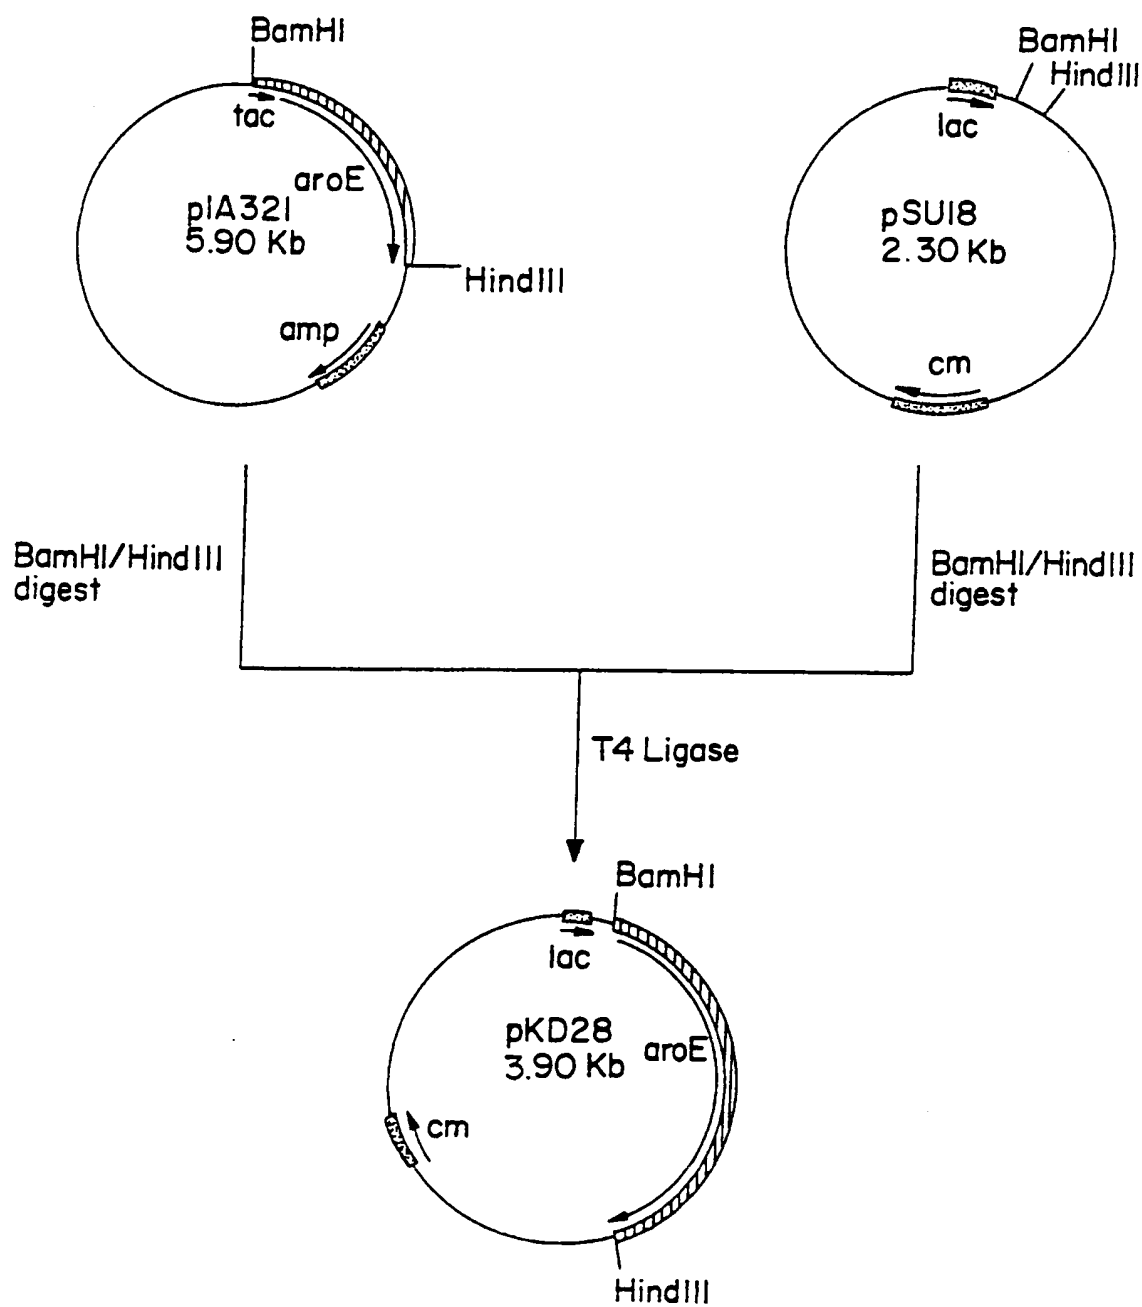 BamHI
tac
aroE
pIA321
5.90 Kb
HindIII
amp
BamHI
HindIII
lac
pSU18
2.30 Kb
cm
BamHI/HindIII
digest
BamHI/HindIII
digest
T4 Ligase
BamHI
lac
pKD28
3.90 Kb
aroE
cm
HindIII